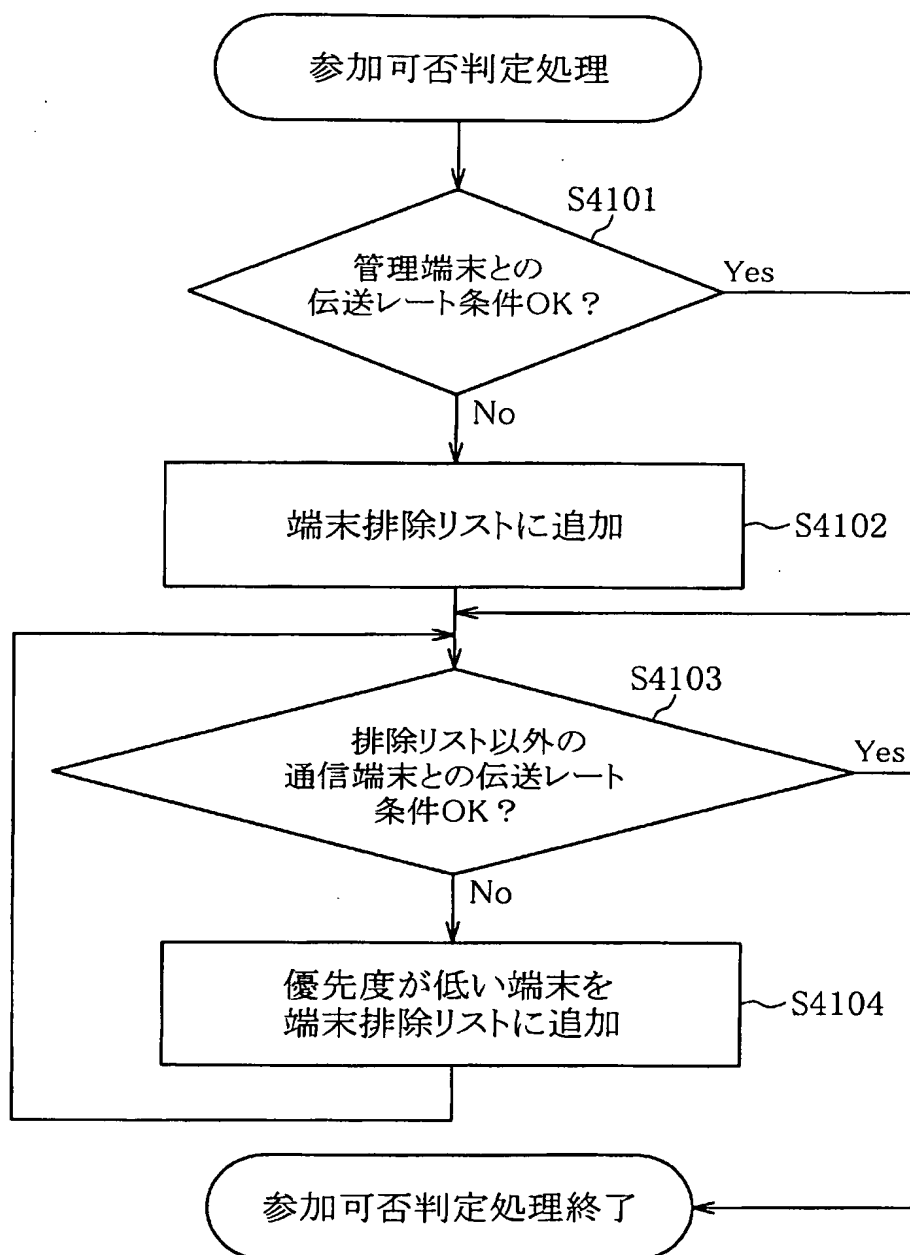 参加可否判定処理
S4101
管理端末との
伝送レート条件OK？
Yes
No
端末排除リストに追加
S4102
S4103
排除リスト以外の
通信端末との伝送レート
条件OK？
Yes
No
優先度が低い端末を
端末排除リストに追加
S4104
参加可否判定処理終了